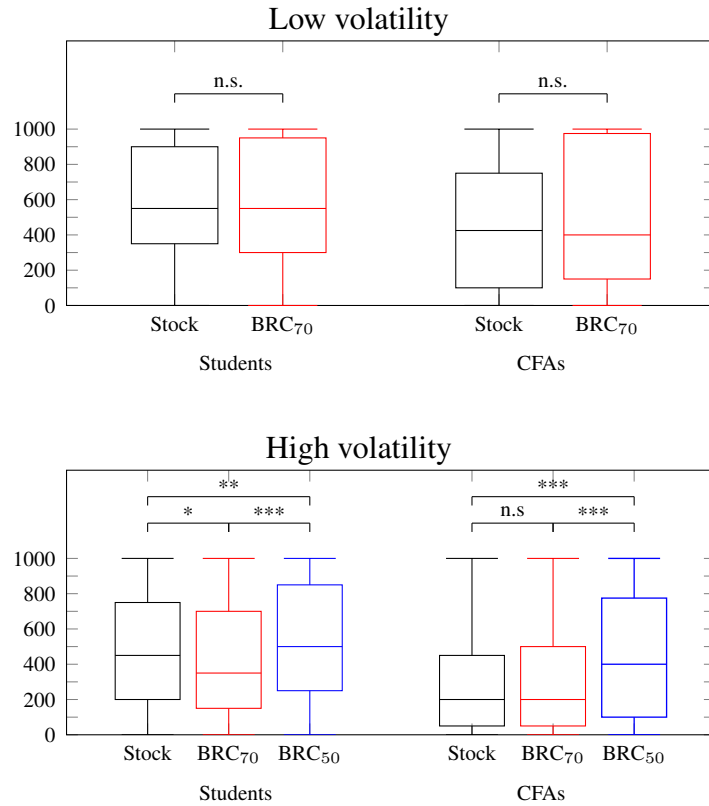 Low volatility
n.s. n.s.
1000
800
600
400
200
0
Stock BRC70 Stock BRC70
Students CFAs
High volatility
** ***
* *** n.s ***
1000
800
600
400
200
0
Stock BRC70 BRC50 Stock BRC70 BRC50
Students CFAs